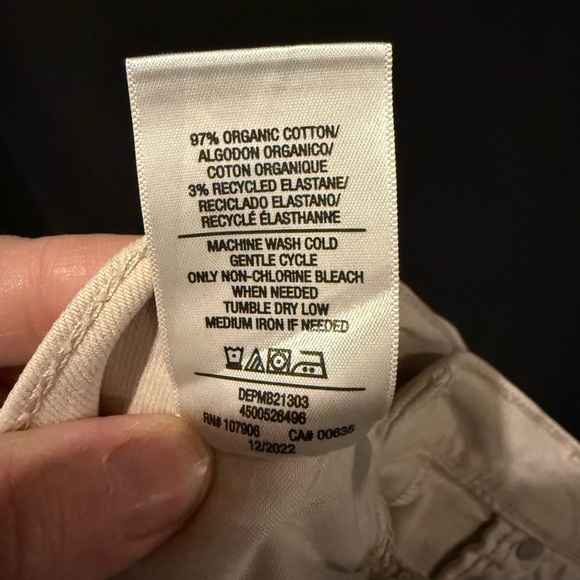 97% ORGANIC COTTON/
ALGODON ORGANICO/
COTON ORGANIQUE
3% RECYCLED ELASTANE/
RECICLADO ELASTANO/
RECYCLÉ ÉLASTHANNE
MACHINE WASH COLD
GENTLE CYCLE
ONLY NON-CHLORINE BLEACH
WHEN NEEDED
TUMBLE DRY LOW
MEDIUM IRON IF NEEDED
DEPMB21303
4500526496
RN# 107906 CA# 00635
12/2022